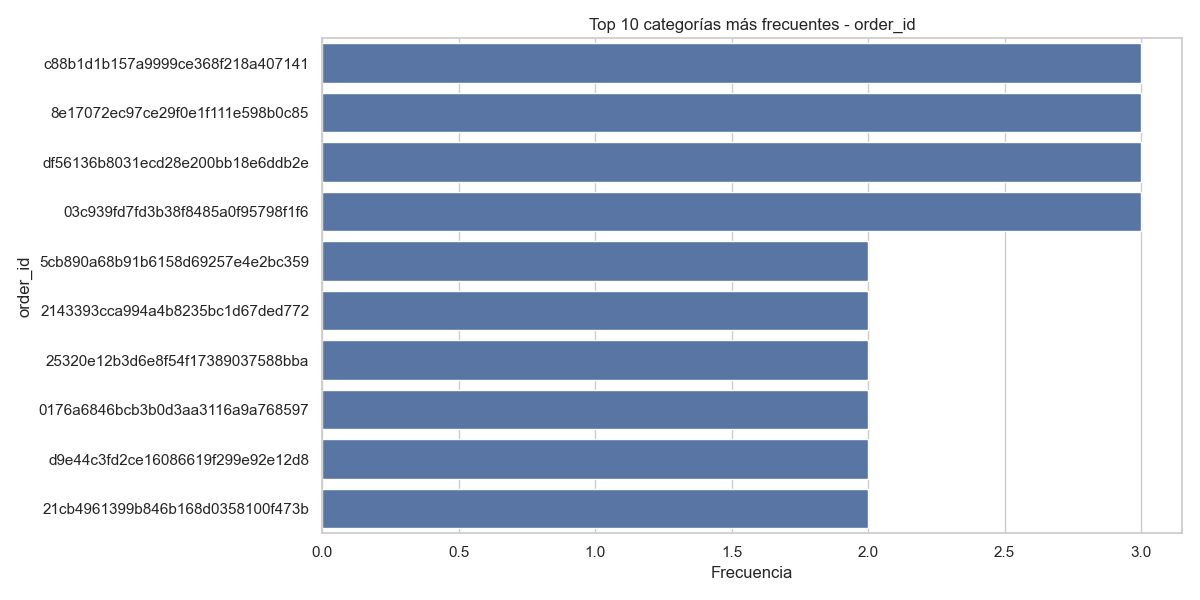 Top 10 categorías más frecuentes - order_id
c88b1d1b157a9999ce368f218a407141
8e17072ec97ce29f0e1f111e598b0c85
df56136b8031ecd28e200bb18e6ddb2e
03c939fd7fd3b38f8485a0f95798f1f6
5cb890a68b91b6158d69257e4e2bc359
2143393cca994a4b8235bc1d67ded772
25320e12b3d6e8f54f17389037588bba
0176a6846bcb3b0d3aa3116a9a768597
d9e44c3fd2ce16086619f299e92e12d8
21cb4961399b846b168d0358100f473b
order_id
0.0 0.5 1.0 1.5 2.0 2.5 3.0
Frecuencia